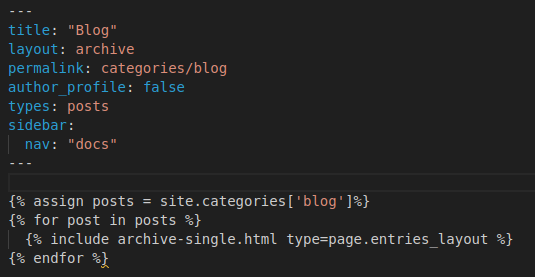 ---
title: "Blog"
layout: archive
permalink: categories/blog
author_profile: false
types: posts
sidebar:
  nav: "docs"
---

{% assign posts = site.categories['blog']%}
{% for post in posts %}
  {% include archive-single.html type=page.entries_layout %}
{% endfor %}